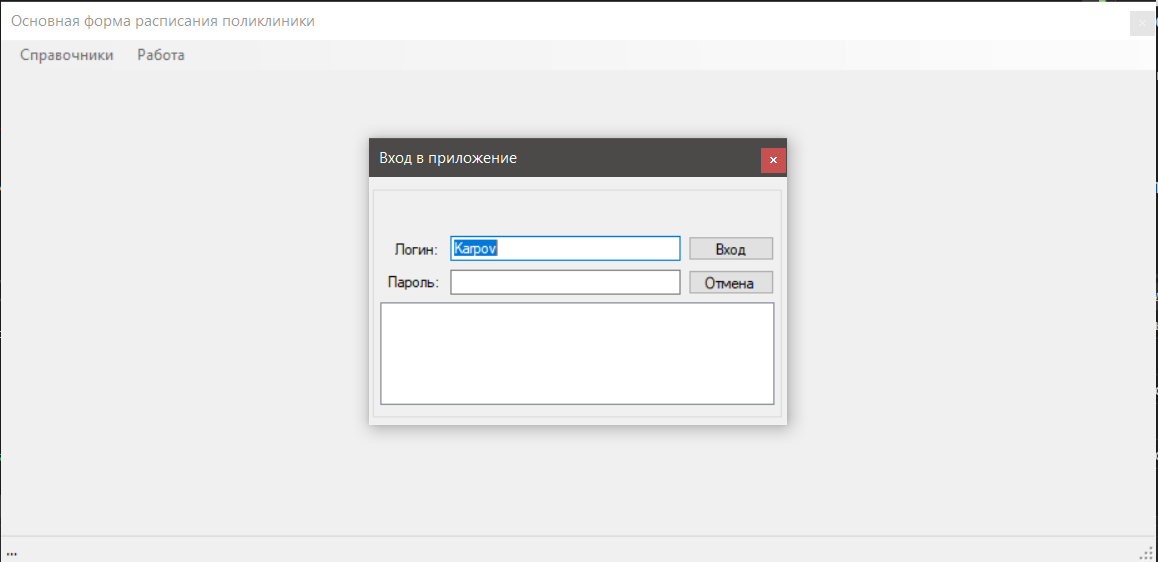 Основная форма расписания поликлиники
Справочники Работа
Вход в приложение
Логин: Karpov Вход
Пароль: Отмена
...